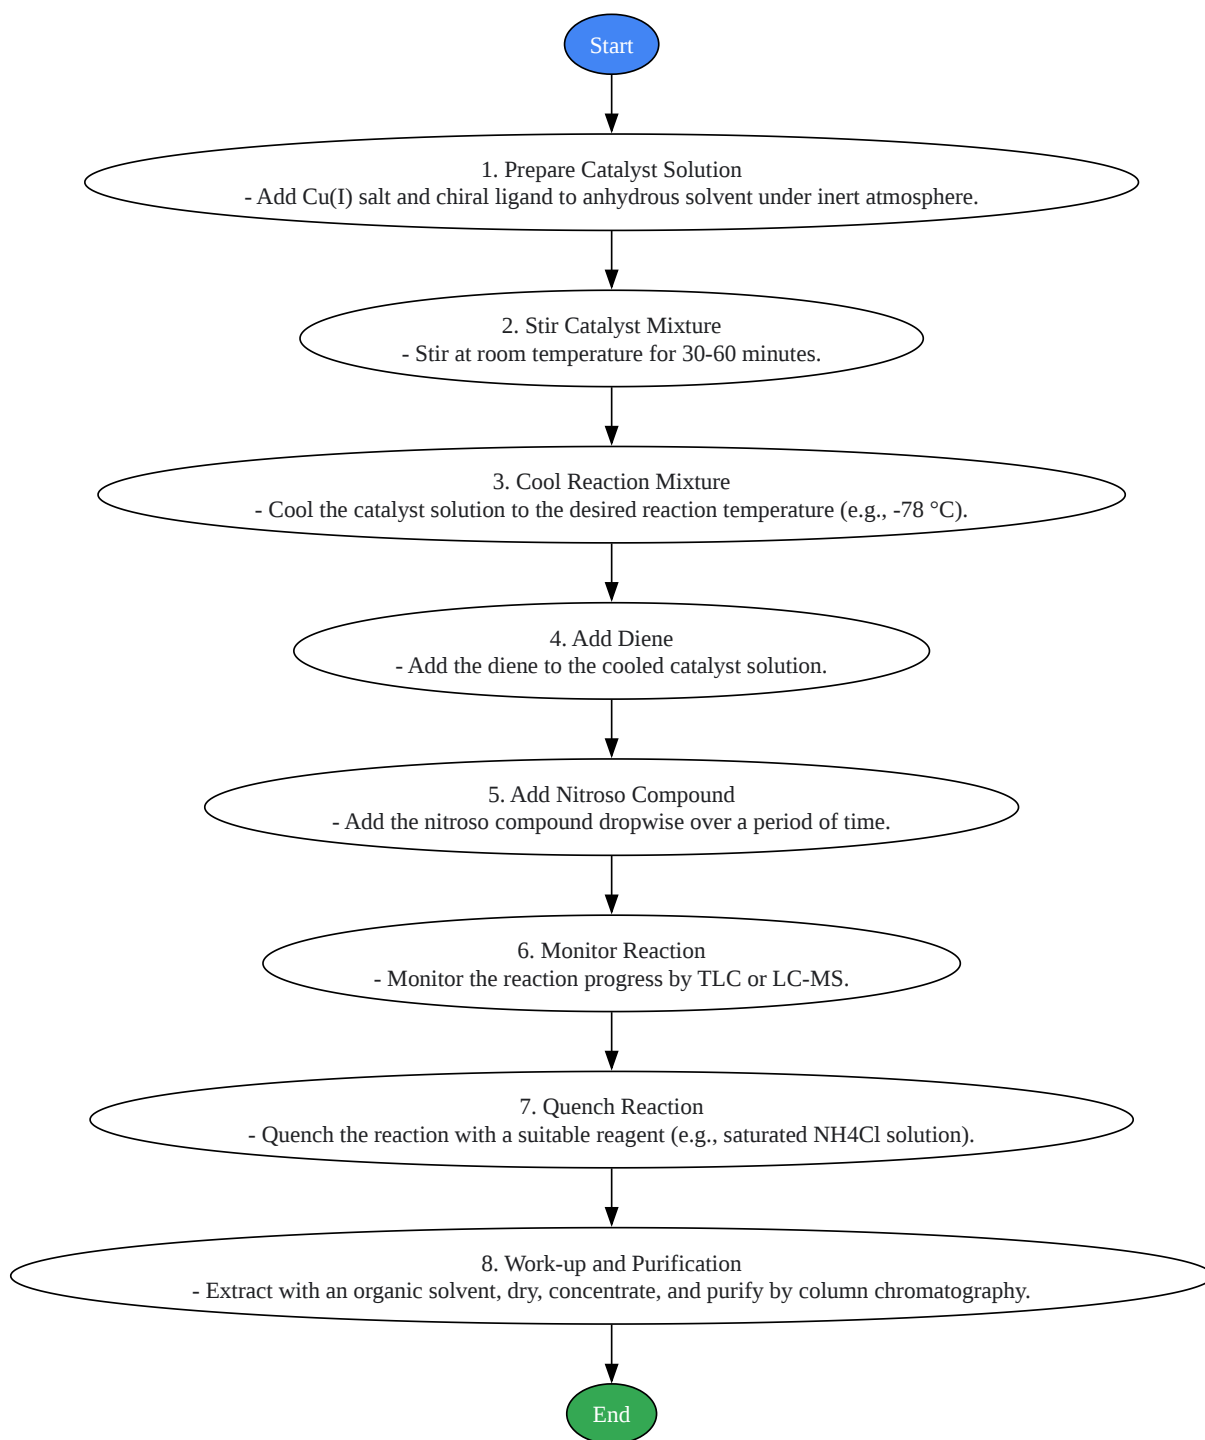 Start
1. Prepare Catalyst Solution
- Add Cu(I) salt and chiral ligand to anhydrous solvent under inert atmosphere.
2. Stir Catalyst Mixture
- Stir at room temperature for 30-60 minutes.
3. Cool Reaction Mixture
- Cool the catalyst solution to the desired reaction temperature (e.g., -78 °C).
4. Add Diene
- Add the diene to the cooled catalyst solution.
5. Add Nitroso Compound
- Add the nitroso compound dropwise over a period of time.
6. Monitor Reaction
- Monitor the reaction progress by TLC or LC-MS.
7. Quench Reaction
- Quench the reaction with a suitable reagent (e.g., saturated NH4Cl solution).
8. Work-up and Purification
- Extract with an organic solvent, dry, concentrate, and purify by column chromatography.
End